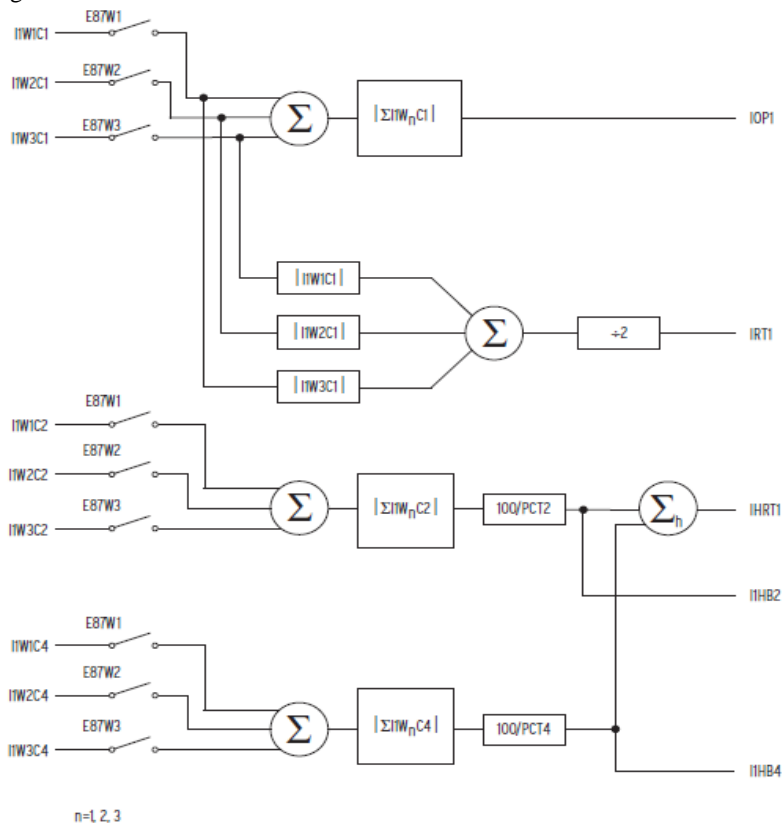 E87W1
I1W1C1
E87W2
I1W2C1
E87W3
I1W3C1
Σ
|ΣI1WnC1|
IOP1
|I1W1C1|
|I1W2C1|
|I1W3C1|
Σ
÷2
IRT1
E87W1
I1W1C2
E87W2
I1W2C2
E87W3
I1W3C2
Σ
|ΣI1WnC2|
100/PCT2
Σh
IHRT1
I1HB2
E87W1
I1W1C4
E87W2
I1W2C4
E87W3
I1W3C4
Σ
|ΣI1WnC4|
100/PCT4
I1HB4
n=1, 2, 3